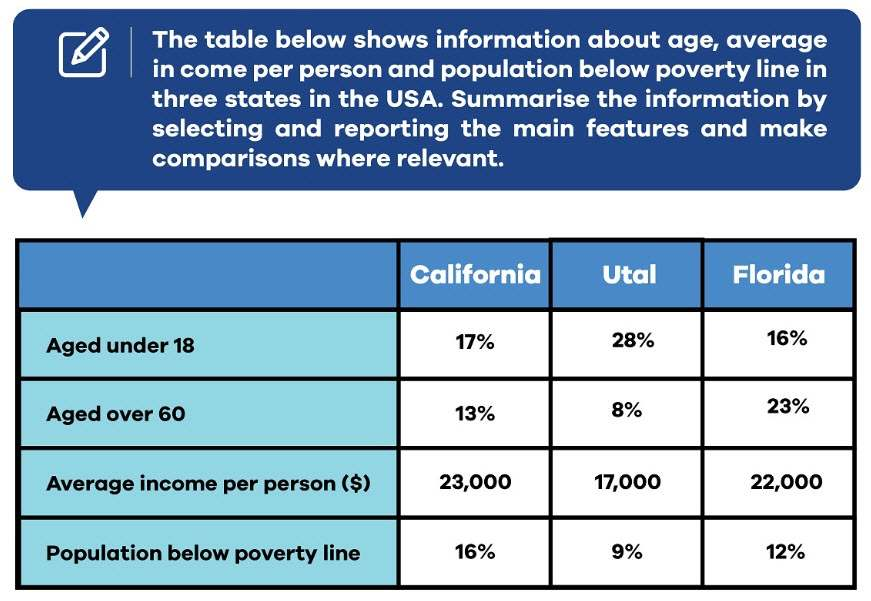 The table below shows information about age, average
in come per person and population below poverty line in
three states in the USA. Summarise the information by
selecting and reporting the main features and make
comparisons where relevant.
California Utal Florida
Aged under 18 17% 28% 16%
Aged over 60 13% 8% 23%
Average income per person ($) 23,000 17,000 22,000
Population below poverty line 16% 9% 12%